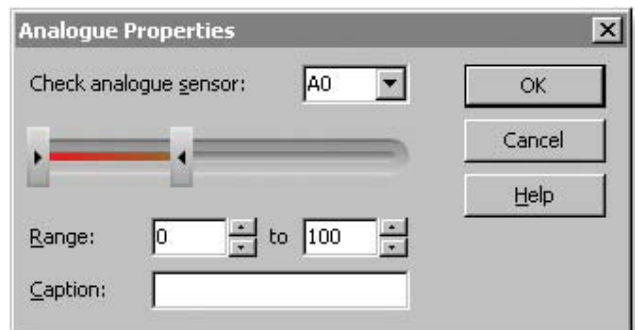 Analogue Properties
Check analogue sensor: A0
OK
Cancel
Help
Range: 0 to 100
Caption: